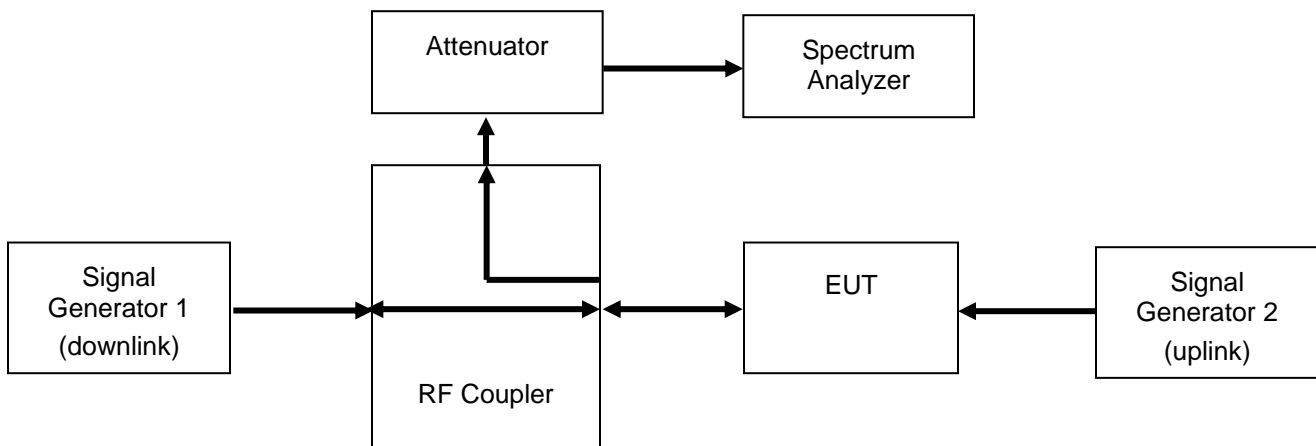 Attenuator
Spectrum
Analyzer
Signal
Generator 1
(downlink)
EUT
Signal
Generator 2
(uplink)
RF Coupler